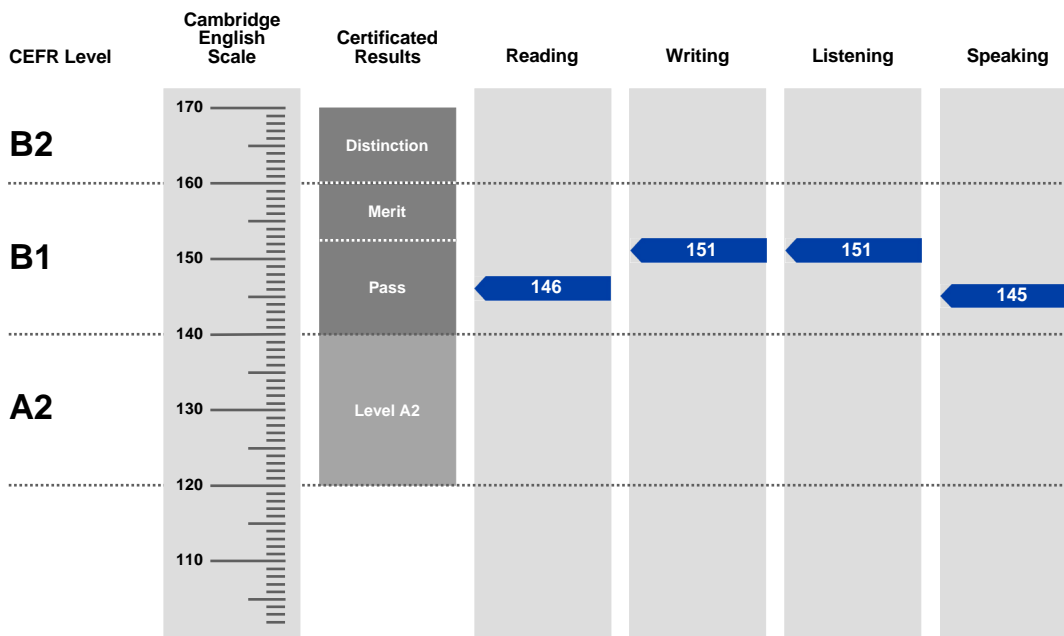 CEFR Level
Cambridge
English
Scale
Certificated
Results
Reading
Writing
Listening
Speaking
170
B2
Distinction
160
Merit
B1
150
151
151
Pass
146
145
140
A2
130
Level A2
120
110